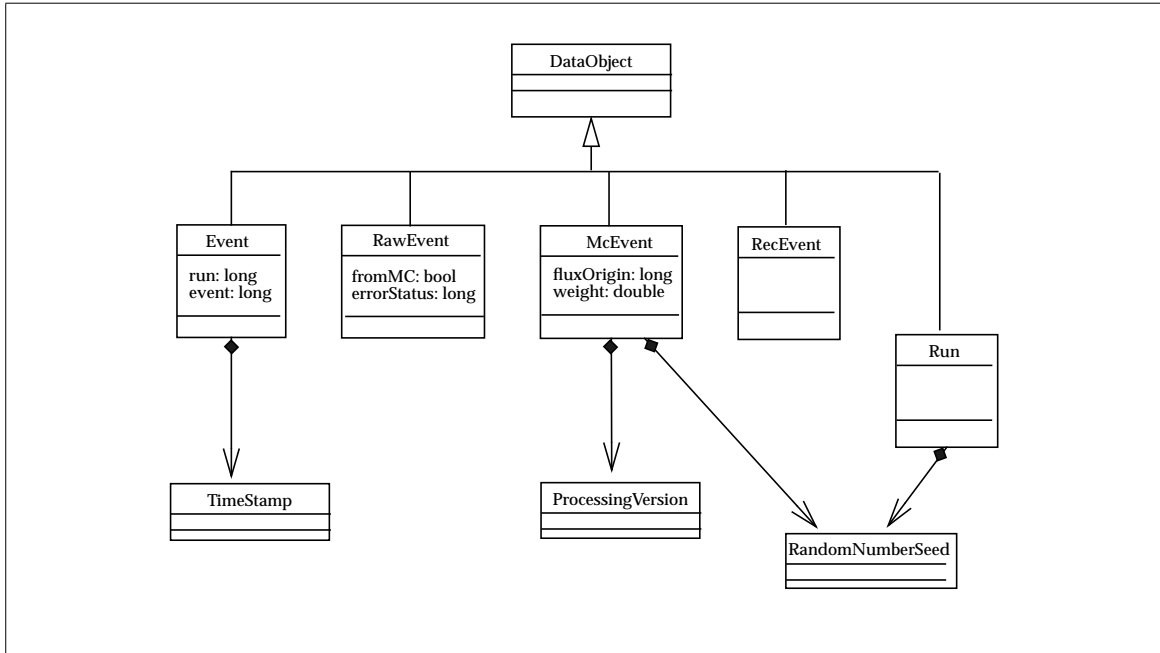 DataObject
Event
run: long
event: long
RawEvent
fromMC: bool
errorStatus: long
McEvent
fluxOrigin: long
weight: double
RecEvent
Run
TimeStamp
ProcessingVersion
RandomNumberSeed